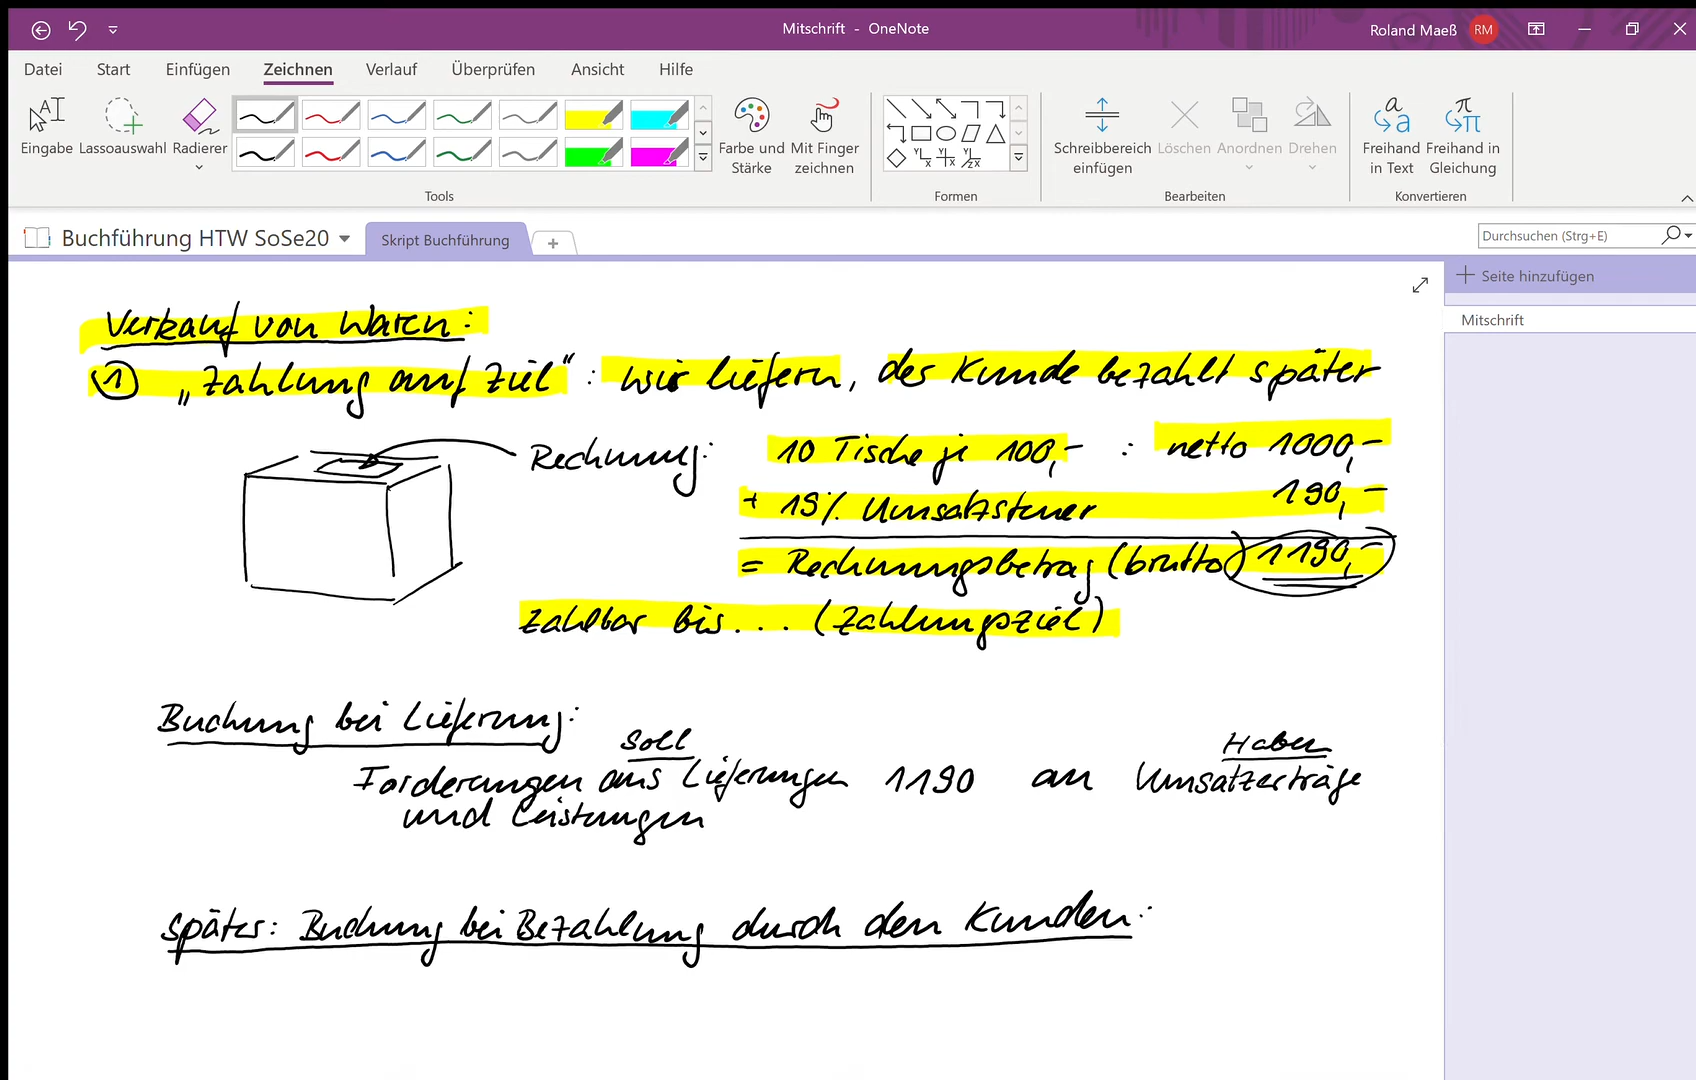 Mitschrift - OneNote
Roland Maeß RM
Datei Start Einfügen Zeichnen Verlauf Überprüfen Ansicht Hilfe
Eingabe Lassoauswahl Radierer Farbe und Stärke Mit Finger zeichnen Schreibbereich einfügen Löschen Anordnen Drehen Freihand in Text Freihand in Gleichung
Tools Formen Bearbeiten Konvertieren
Buchführung HTW SoSe20 Skript Buchführung
Durchsuchen (Strg+E)
Seite hinzufügen
Mitschrift
Verkauf von Waren:
① „Zahlung auf Ziel“ : wir liefern, der Kunde bezahlt später
Rechnung: 10 Tische je 100,- : netto 1000,-
+ 19% Umsatzsteuer 190,-
= Rechnungsbetrag (brutto) 1190,-
zahlbar bis... (Zahlungsziel)
Buchung bei Lieferung:
Soll Haben
Forderungen aus Lieferungen 1190 an Umsatzerträge
und Leistungen
später: Buchung bei Bezahlung durch den Kunden: